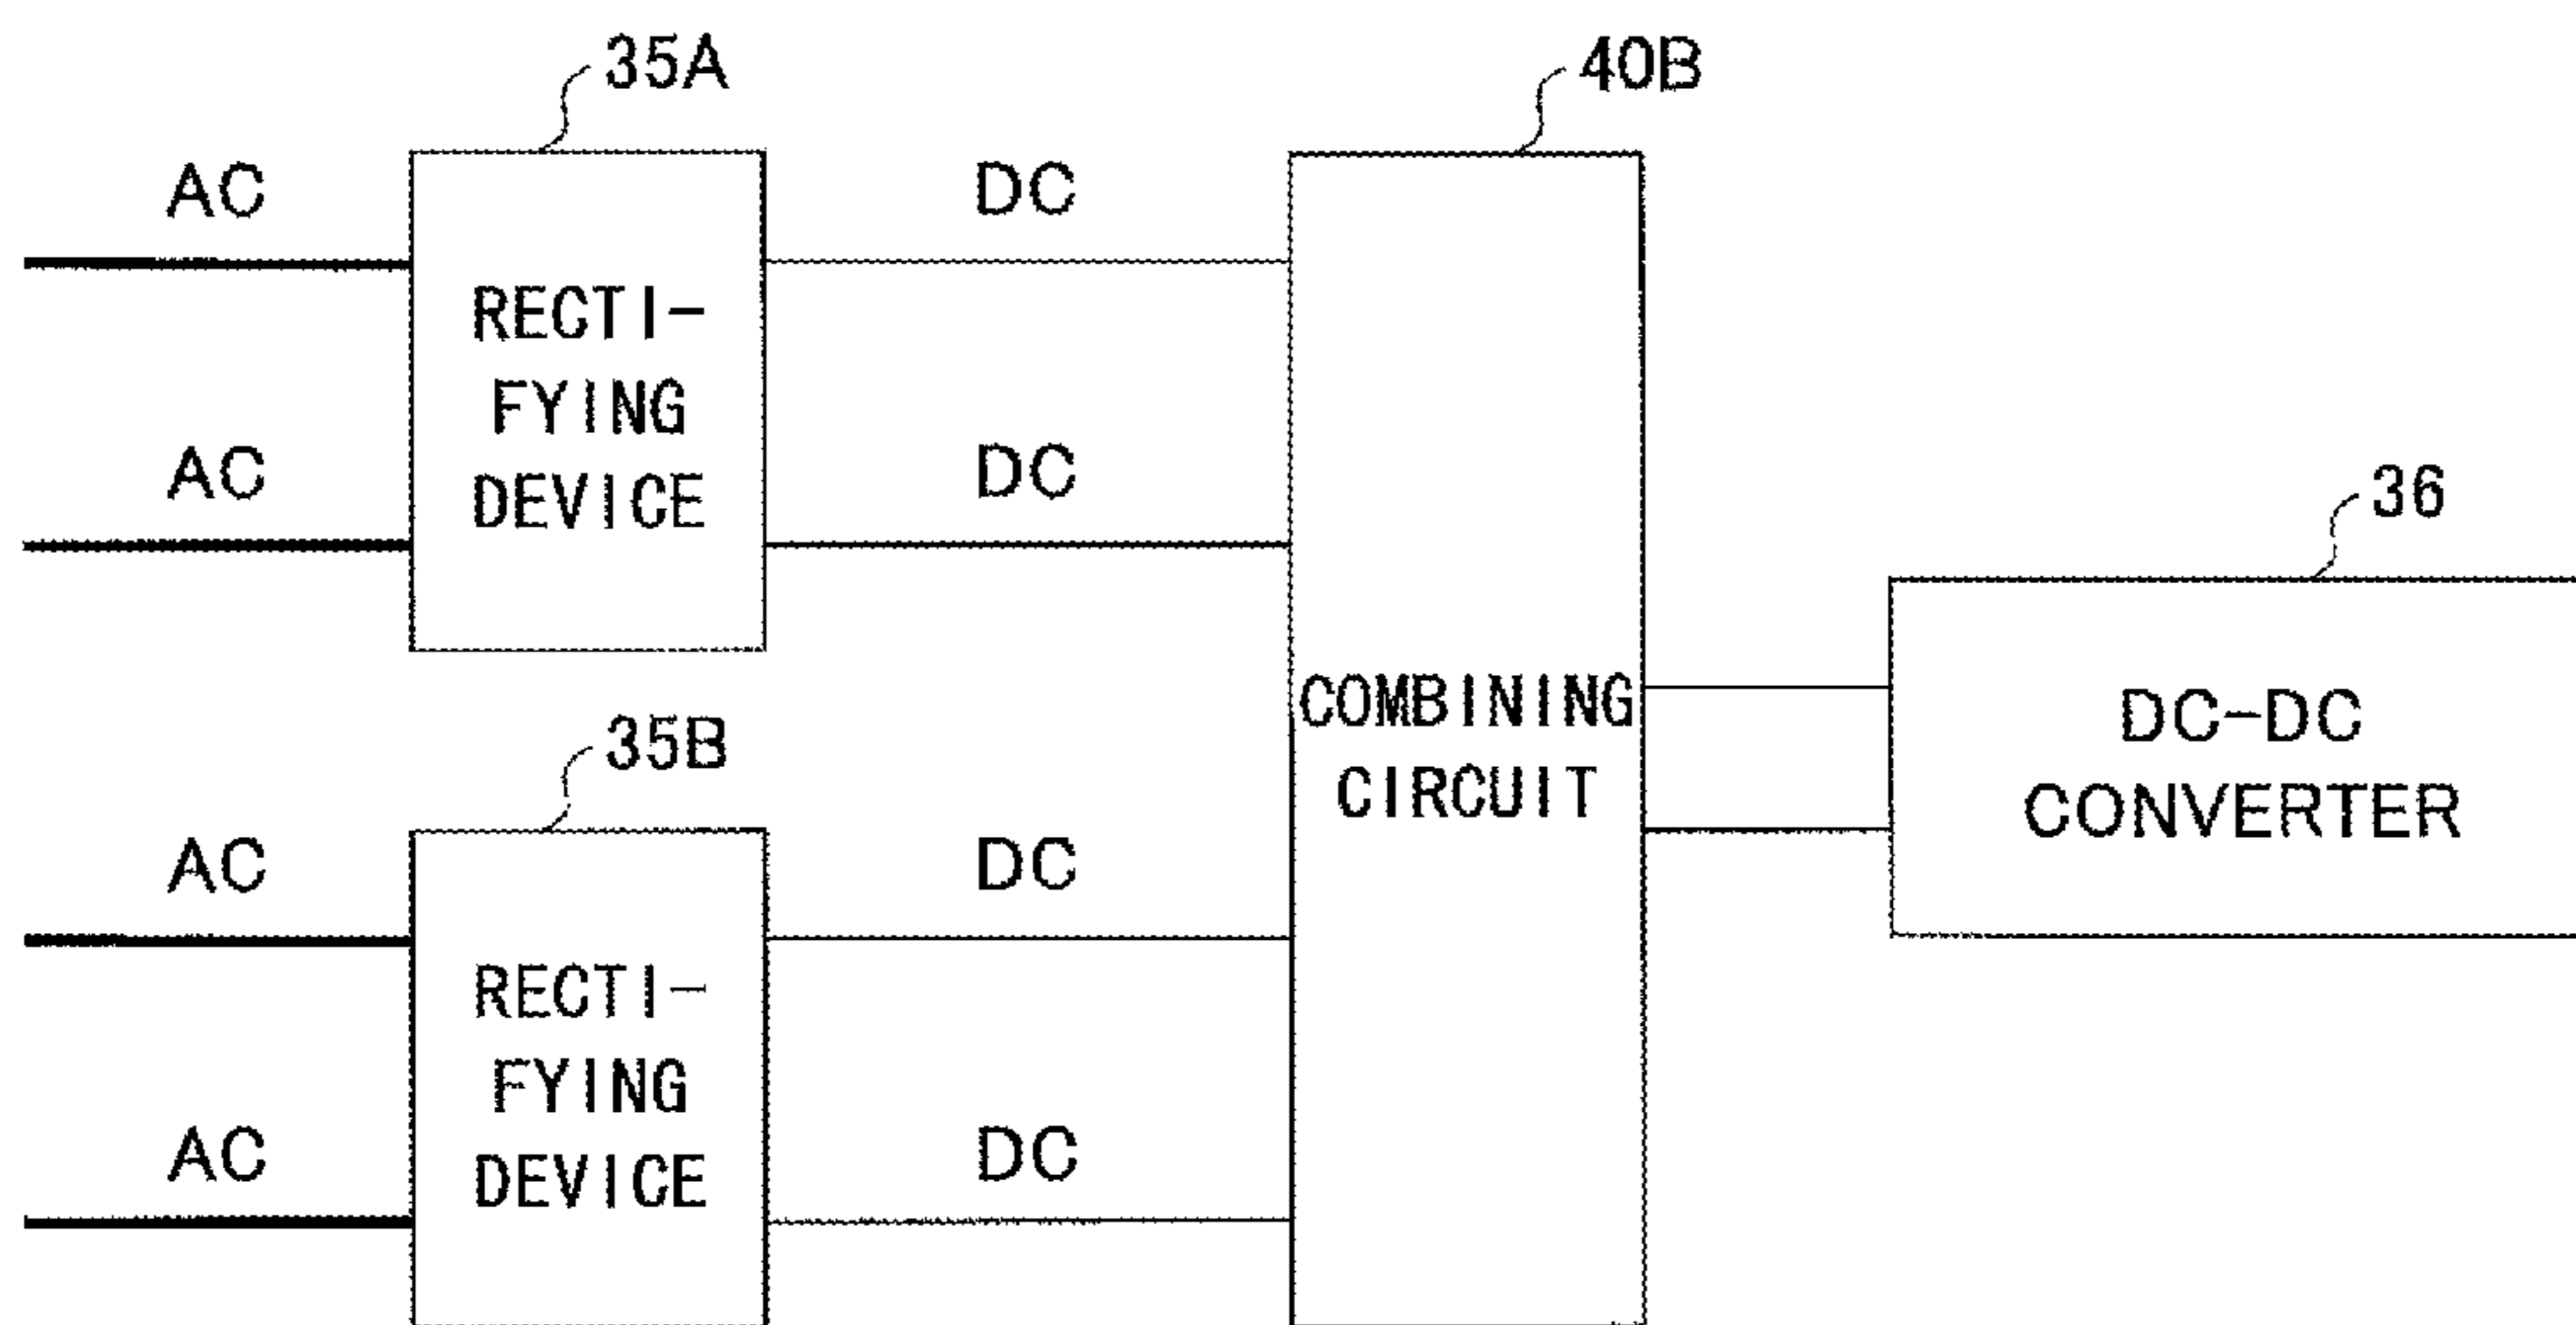 35A
40B
AC
DC
RECTI-
FYING
DEVICE
AC
DC
36
COMBINING
CIRCUIT
DC-DC
CONVERTER
35B
AC
DC
RECTI-
FYING
DEVICE
AC
DC